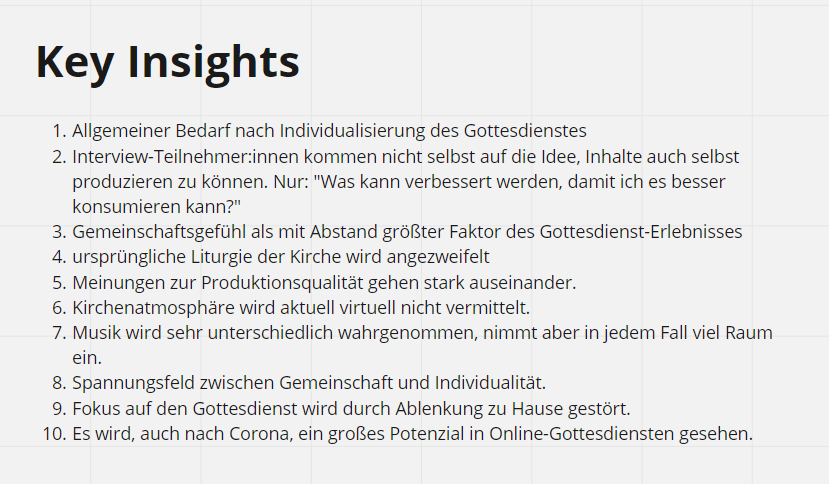 Key Insights
1. Allgemeiner Bedarf nach Individualisierung des Gottesdienstes
2. Interview-Teilnehmer:innen kommen nicht selbst auf die Idee, Inhalte auch selbst
produzieren zu können. Nur: "Was kann verbessert werden, damit ich es besser
konsumieren kann?"
3. Gemeinschaftsgefühl als mit Abstand größter Faktor des Gottesdienst-Erlebnisses
4. ursprüngliche Liturgie der Kirche wird angezweifelt
5. Meinungen zur Produktionsqualität gehen stark auseinander.
6. Kirchenatmosphäre wird aktuell virtuell nicht vermittelt.
7. Musik wird sehr unterschiedlich wahrgenommen, nimmt aber in jedem Fall viel Raum
ein.
8. Spannungsfeld zwischen Gemeinschaft und Individualität.
9. Fokus auf den Gottesdienst wird durch Ablenkung zu Hause gestört.
10. Es wird, auch nach Corona, ein großes Potenzial in Online-Gottesdiensten gesehen.